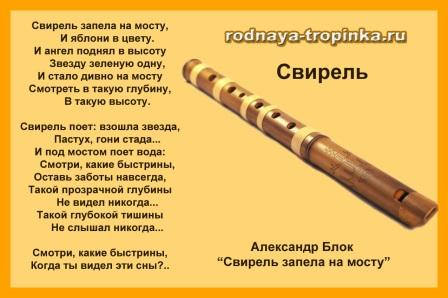 Свирель запела на мосту,
И яблони в цвету.
И ангел поднял в высоту
Звезду зеленую одну,
И стало дивно на мосту
Смотреть в такую глубину,
В такую высоту.
Свирель поет: взошла звезда,
Пастух, гони стада...
И под мостом поет вода:
Смотри, какие быстрины,
Оставь заботы навсегда,
Такой прозрачной глубины
Не видел никогда...
Такой глубокой тишины
Не слышал никогда...
Смотри, какие быстрины,
Когда ты видел эти сны?..
rodnaya-tropinka.ru
Свирель
Александр Блок
“Свирель запела на мосту”